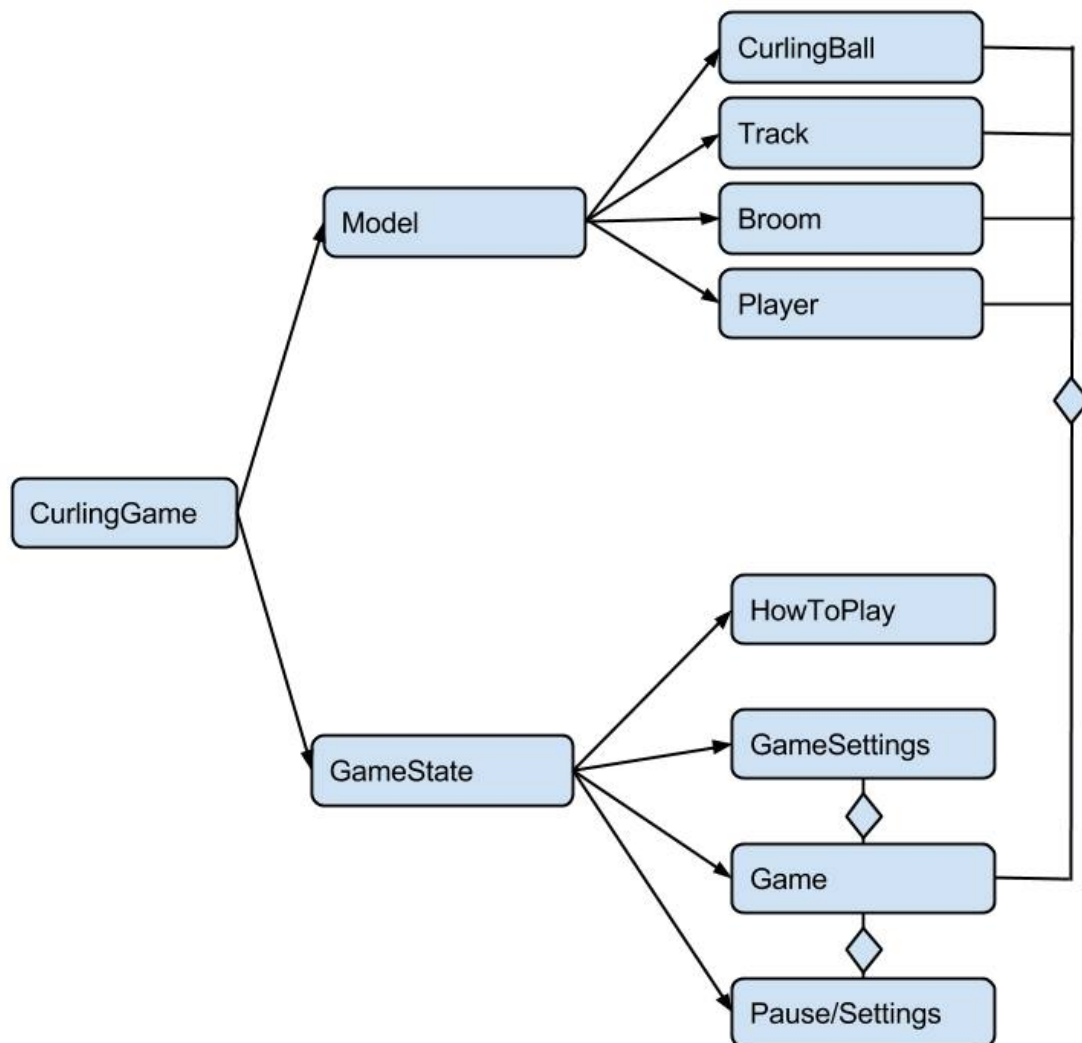 CurlingBall
Track
Broom
Model
Player
CurlingGame
HowToPlay
GameSettings
GameState
Game
Pause/Settings